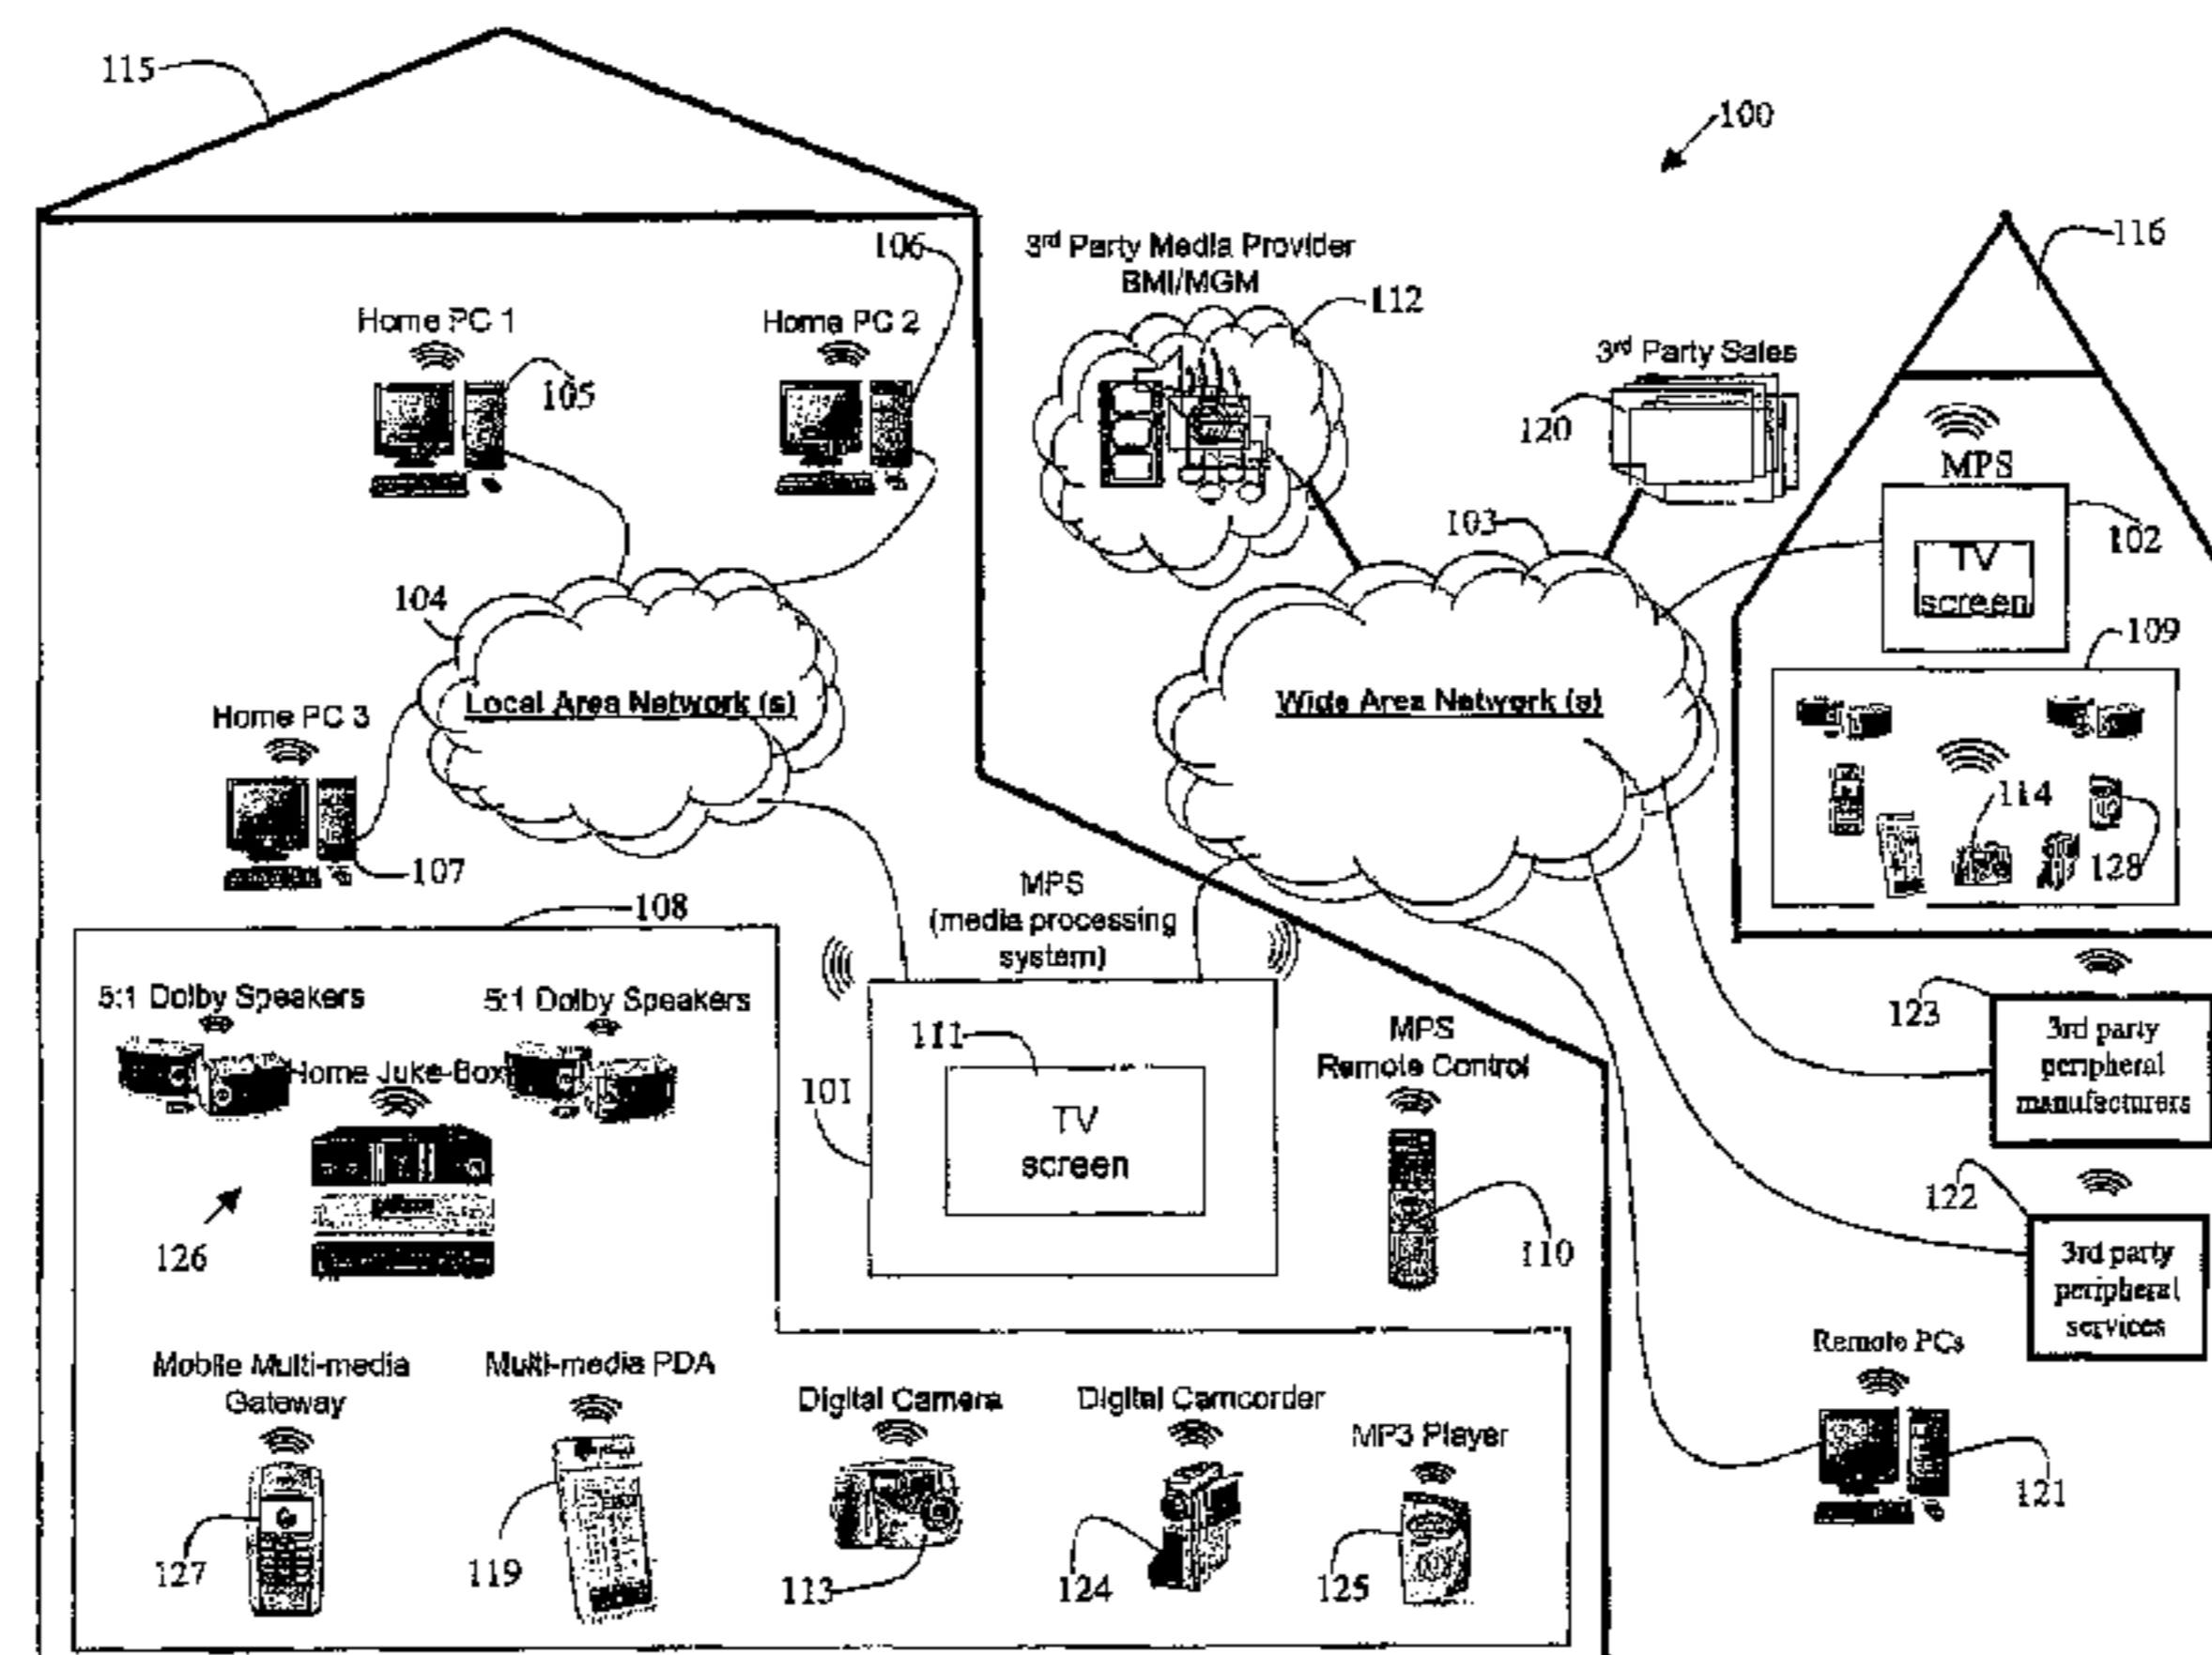 115
100
106
3rd Party Media Provider
BMI/MGM
116
112
Home PC 1
Home PC 2
3rd Party Sales
105
120
MPS
103
102
TV
screen
104
109
Local Area Network (s)
Wide Area Network (s)
Home PC 3
114
107
128
108
MPS
(media processing
system)
5:1 Dolby Speakers
5:1 Dolby Speakers
123
3rd party
peripheral
manufacturers
111
MPS
Remote Control
Home Juke-Box
101
TV
screen
122
126
110
3rd party
peripheral
services
Remote PCs
Mobile Multi-media
Gateway
Multi-media PDA
Digital Camera
Digital Camcorder
MP3 Player
121
127
119
113
124
125